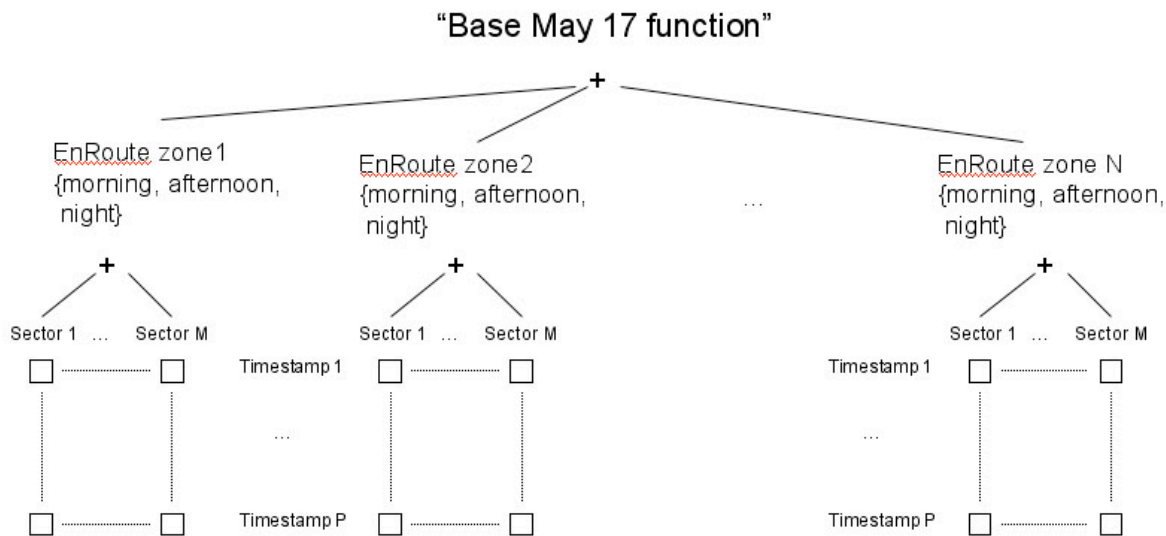 “Base May 17 function”
+
EnRoute zone1
{morning, afternoon,
night}
EnRoute zone2
{morning, afternoon,
night}
...
EnRoute zone N
{morning, afternoon,
night}
+
+
+
Sector 1 ... Sector M
Sector 1 ... Sector M
Sector 1 ... Sector M
Timestamp 1
Timestamp 1
...
...
Timestamp P
Timestamp P